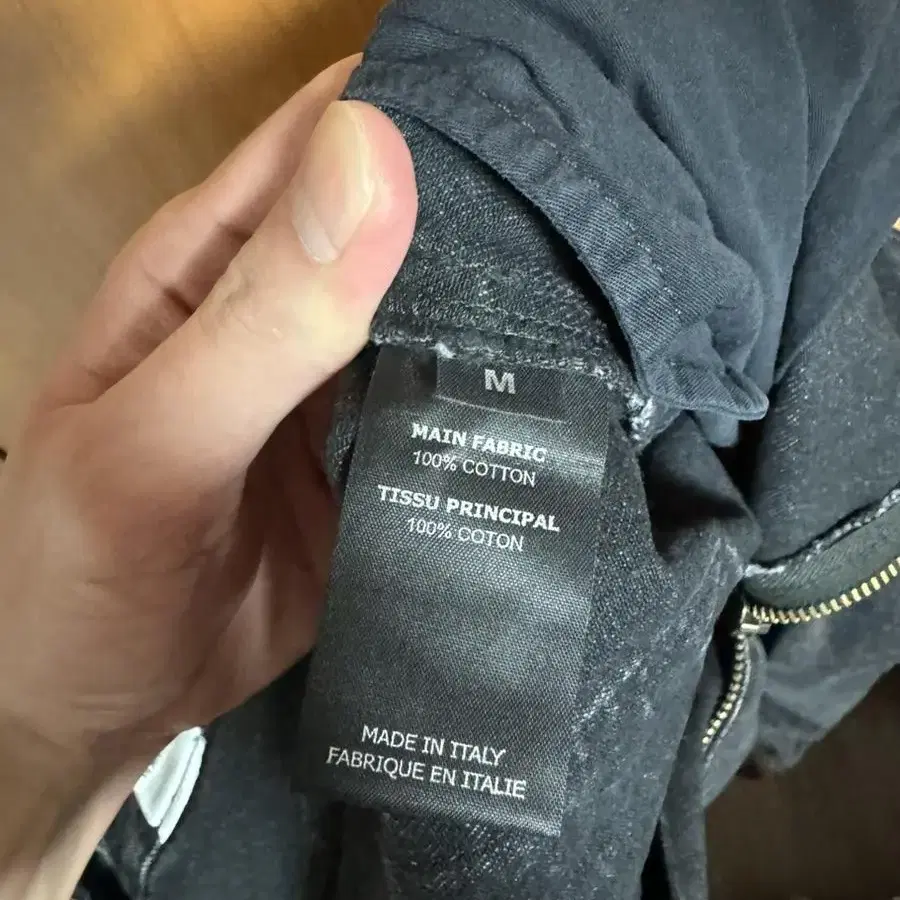 M
MAIN FABRIC
100% COTTON
TISSU PRINCIPAL
100% COTON
MADE IN ITALY
FABRIQUE EN ITALIE